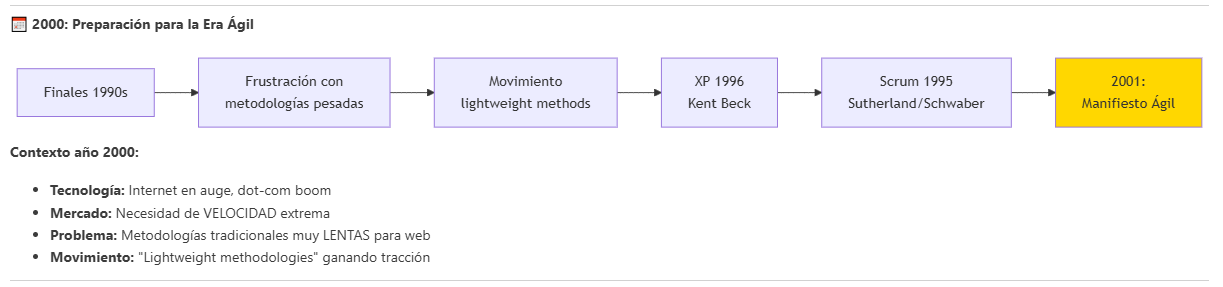 2000: Preparación para la Era Ágil
Finales 1990s
Frustración con
metodologías pesadas
Movimiento
lightweight methods
XP 1996
Kent Beck
Scrum 1995
Sutherland/Schwaber
2001:
Manifiesto Ágil
Contexto año 2000:
Tecnología: Internet en auge, dot-com boom
Mercado: Necesidad de VELOCIDAD extrema
Problema: Metodologías tradicionales muy LENTAS para web
Movimiento: "Lightweight methodologies" ganando tracción